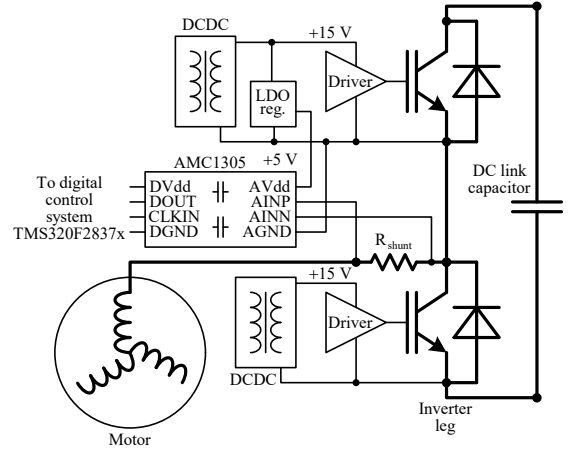 DCDC
+15 V
Driver
LDO
reg.
AMC1305
+5 V
To digital
control
system
TMS320F2837x
DVdd
DOUT
CLKIN
DGND
AVdd
AINP
AINN
AGND
DC link
capacitor
Rshunt
+15 V
Driver
DCDC
Inverter
leg
Motor